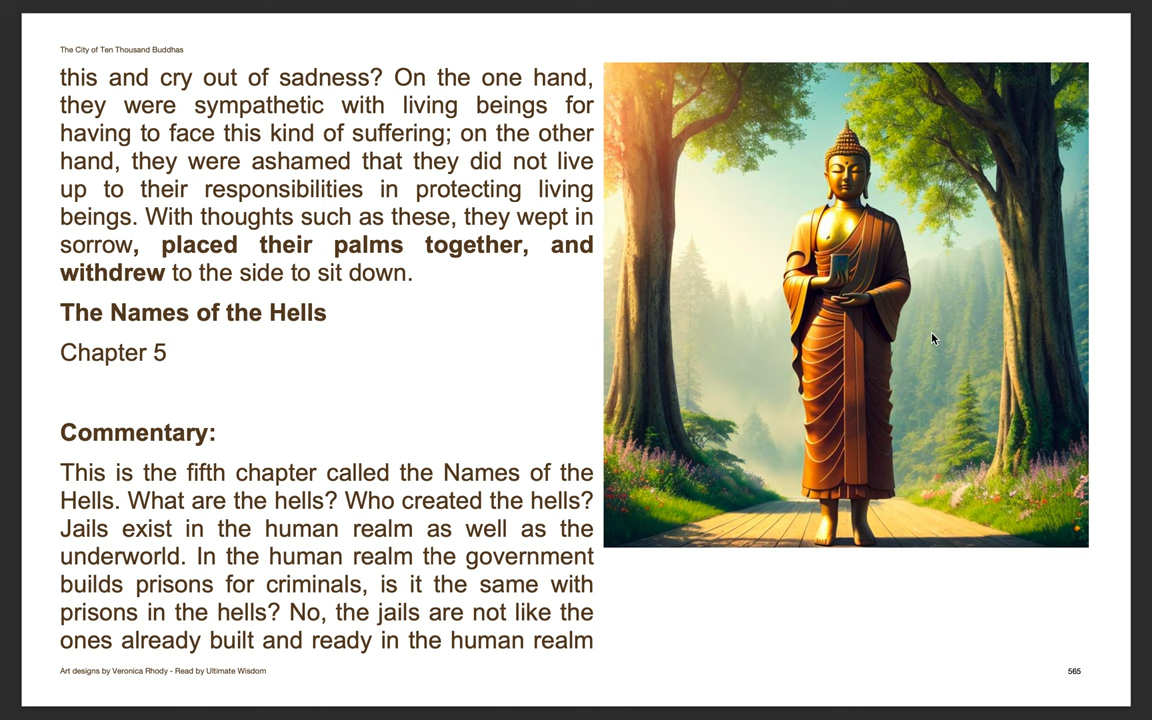 The City of Ten Thousand Buddhas
this and cry out of sadness? On the one hand,
they were sympathetic with living beings for
having to face this kind of suffering; on the other
hand, they were ashamed that they did not live
up to their responsibilities in protecting living
beings. With thoughts such as these, they wept in
sorrow, placed their palms together, and
withdrew to the side to sit down.
The Names of the Hells
Chapter 5
Commentary:
This is the fifth chapter called the Names of the
Hells. What are the hells? Who created the hells?
Jails exist in the human realm as well as the
underworld. In the human realm the government
builds prisons for criminals, is it the same with
prisons in the hells? No, the jails are not like the
ones already built and ready in the human realm
Art designs by Veronica Rhody - Read by Ultimate Wisdom
565